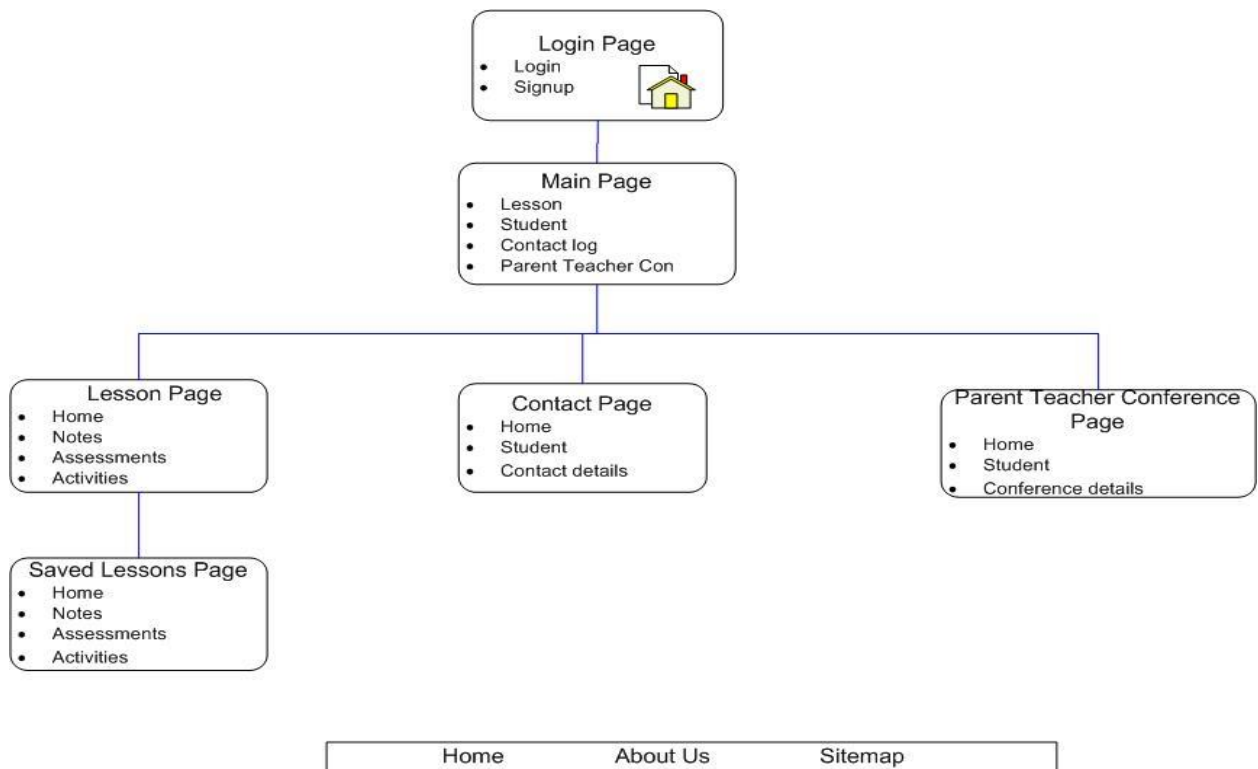 Login Page
• Login
• Signup
Main Page
• Lesson
• Student
• Contact log
• Parent Teacher Con
Lesson Page
• Home
• Notes
• Assessments
• Activities
Contact Page
• Home
• Student
• Contact details
Parent Teacher Conference
Page
• Home
• Student
• Conference details
Saved Lessons Page
• Home
• Notes
• Assessments
• Activities
Home About Us Sitemap